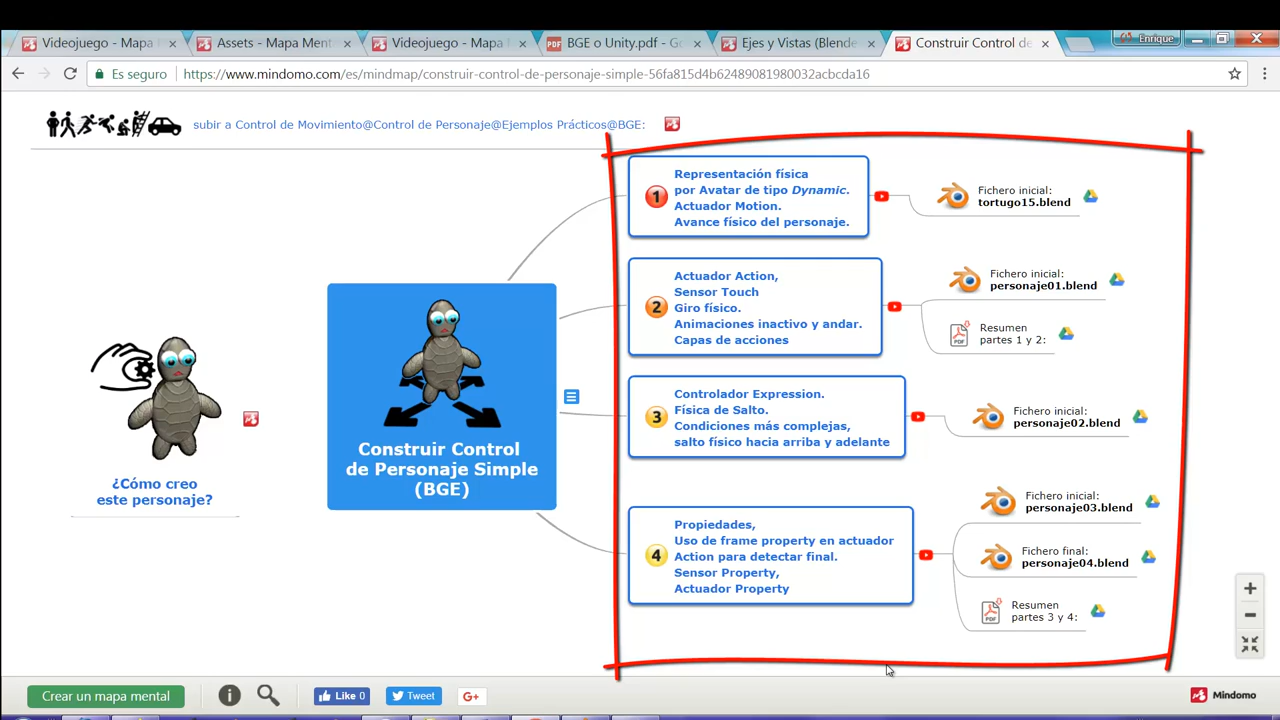 Videojuego - Mapa
Assets - Mapa Ment
Videojuego - Mapa
BGE o Unity.pdf - Go
Ejes y Vistas (Blende
Construir Control de
Enrique
Es seguro
https://www.mindomo.com/es/mindmap/construir-control-de-personaje-simple-56fa815d4b62489081980032acbcda16
subir a Control de Movimiento@Control de Personaje@Ejemplos Prácticos@BGE:
1
Representación física
por Avatar de tipo Dynamic.
Actuador Motion.
Avance físico del personaje.
Fichero inicial:
tortugo15.blend
2
Actuador Action,
Sensor Touch
Giro físico.
Animaciones inactivo y andar.
Capas de acciones
Fichero inicial:
personaje01.blend
PDF
Resumen
partes 1 y 2:
3
Controlador Expression.
Física de Salto.
Condiciones más complejas,
salto físico hacia arriba y adelante
Fichero inicial:
personaje02.blend
4
Propiedades,
Uso de frame property en actuador
Action para detectar final.
Sensor Property,
Actuador Property
Fichero inicial:
personaje03.blend
Fichero final:
personaje04.blend
PDF
Resumen
partes 3 y 4:
Construir Control
de Personaje Simple
(BGE)
¿Cómo creo
este personaje?
Crear un mapa mental
Like 0
Tweet
G+
Mindomo